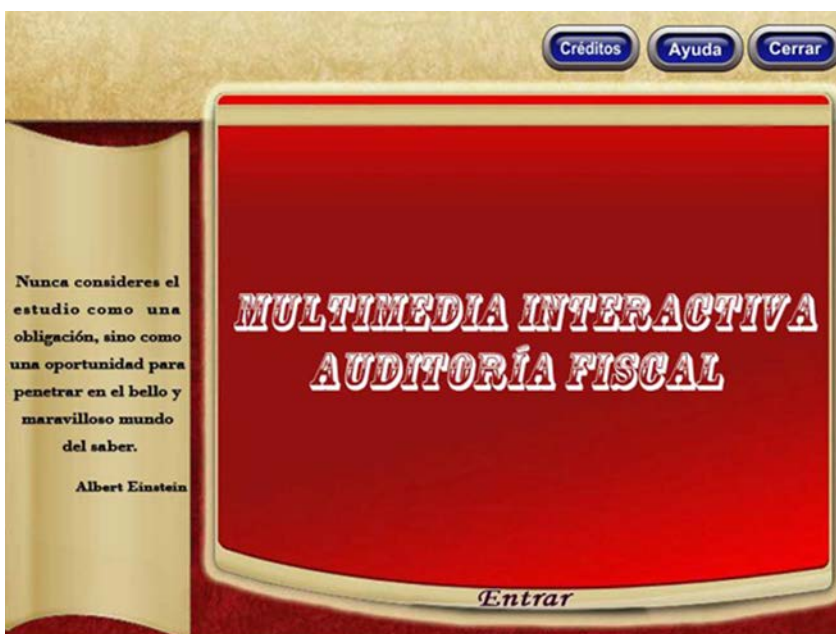 Créditos
Ayuda
Cerrar
Nunca consideres el
estudio como una
obligación, sino como
una oportunidad para
penetrar en el bello y
maravilloso mundo
del saber.
Albert Einstein
MULTIMEDIA INTERACTIVA
AUDITORÍA FISCAL
Entrar